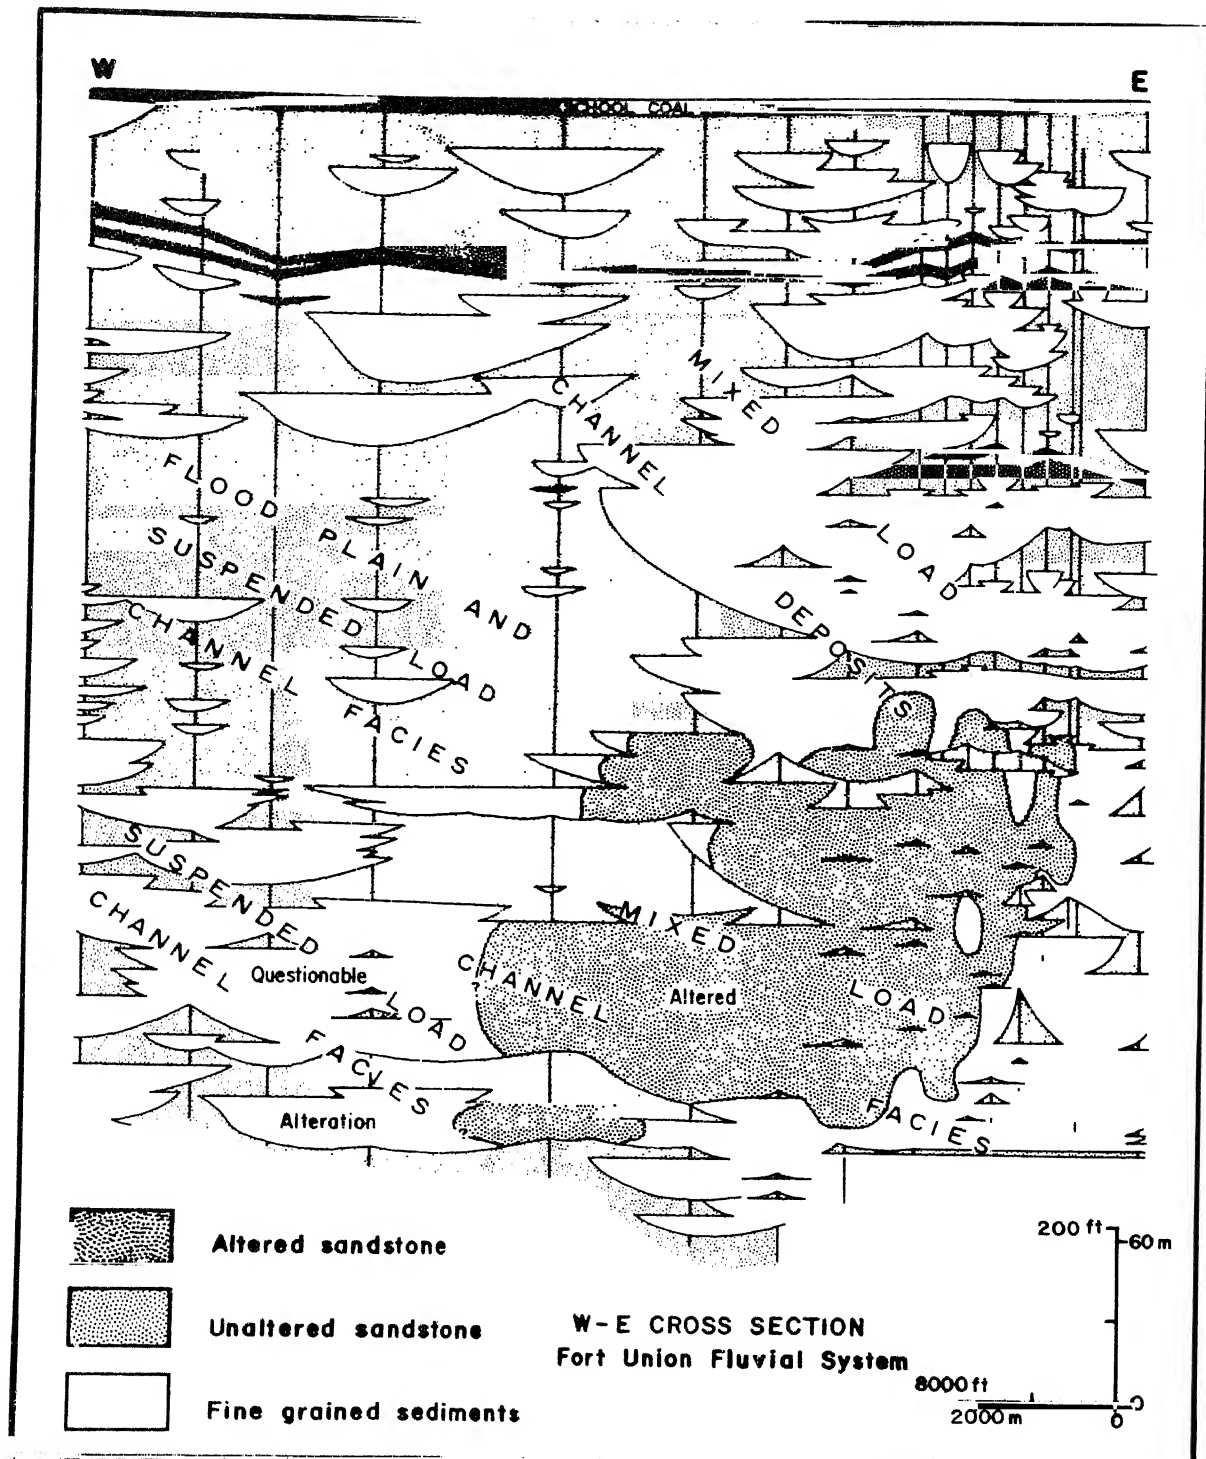 W
E
SCHOOL COAL
MIXED
CHANNEL
LOAD
DEPOSITS
FLOOD PLAIN AND
SUSPENDED LOAD
CHANNEL FACIES
SUSPENDED LOAD
CHANNEL FACIES
Questionable
Alteration
MIXED LOAD
CHANNEL FACIES
Altered
?
?
Altered sandstone
Unaltered sandstone
Fine grained sediments
W-E CROSS SECTION
Fort Union Fluvial System
200 ft
60 m
8000 ft
2000 m
0
0